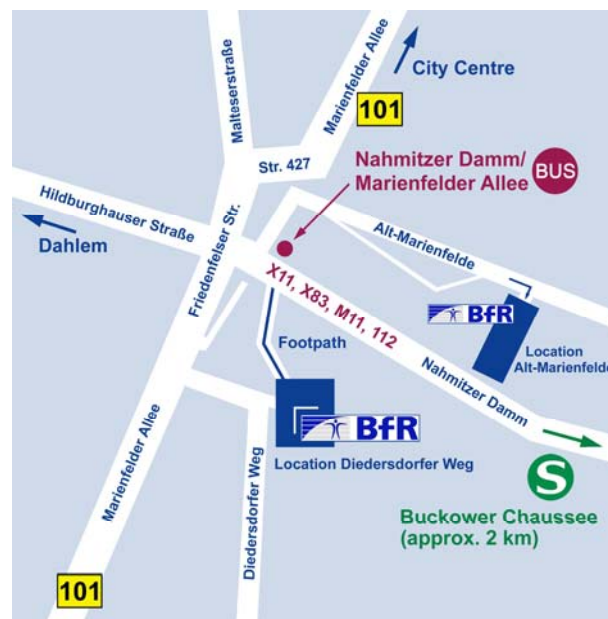 Malteserstraße
Marienfelder Allee
City Centre
101
Str. 427
Nahmitzer Damm/
Marienfelder Allee
BUS
Hildburghauser Straße
Dahlem
Friedenfelser Str.
Alt-Marienfelde
X11, X83, M11, 112
BfR
Footpath
Location
Alt-Marienfelde
Nahmitzer Damm
BfR
Location Diedersdorfer Weg
Marienfelder Allee
Diedersdorfer Weg
S
Buckower Chaussee
(approx. 2 km)
101